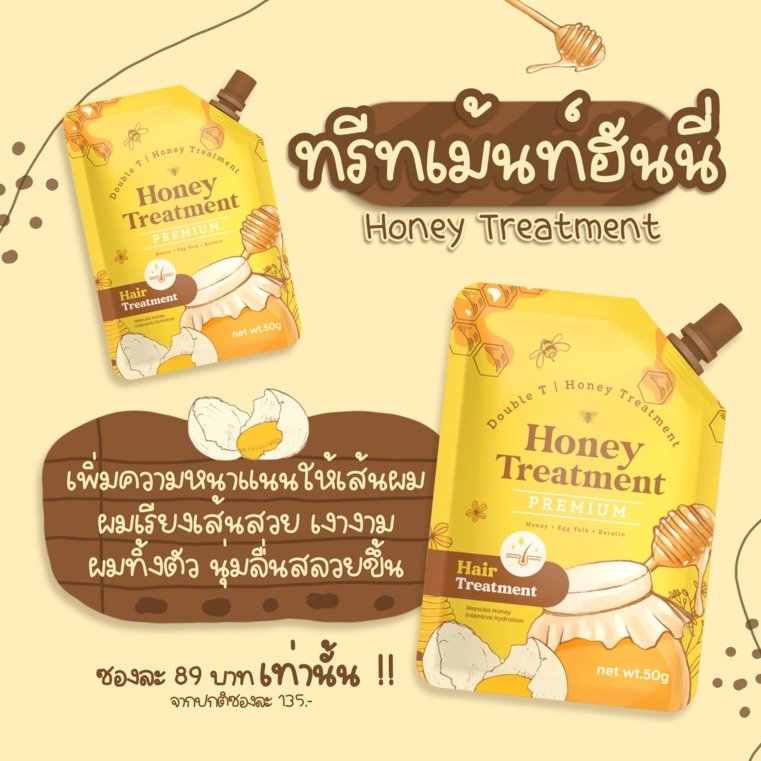 ทรีทเม้นท์ฮันนี่
Honey Treatment
Double T | Honey Treatment
Honey
Treatment
PREMIUM
Honey • Egg Yolk • Keratin
Hair
Treatment
Manuka Honey
Intensive Hydration
net wt.50g
เพิ่มความหนาแนนให้เส้นผม
ผมเรียงเส้นสวย เงางาม
ผมทิ้งตัว นุ่มลื่นสลวยขึ้น
ซองละ 89 บาท เท่านั้น !!
จากปกติซองละ 135.-
Double T | Honey Treatment
Honey
Treatment
PREMIUM
Honey • Egg Yolk • Keratin
Hair
Treatment
Manuka Honey
Intensive Hydration
net wt.50g